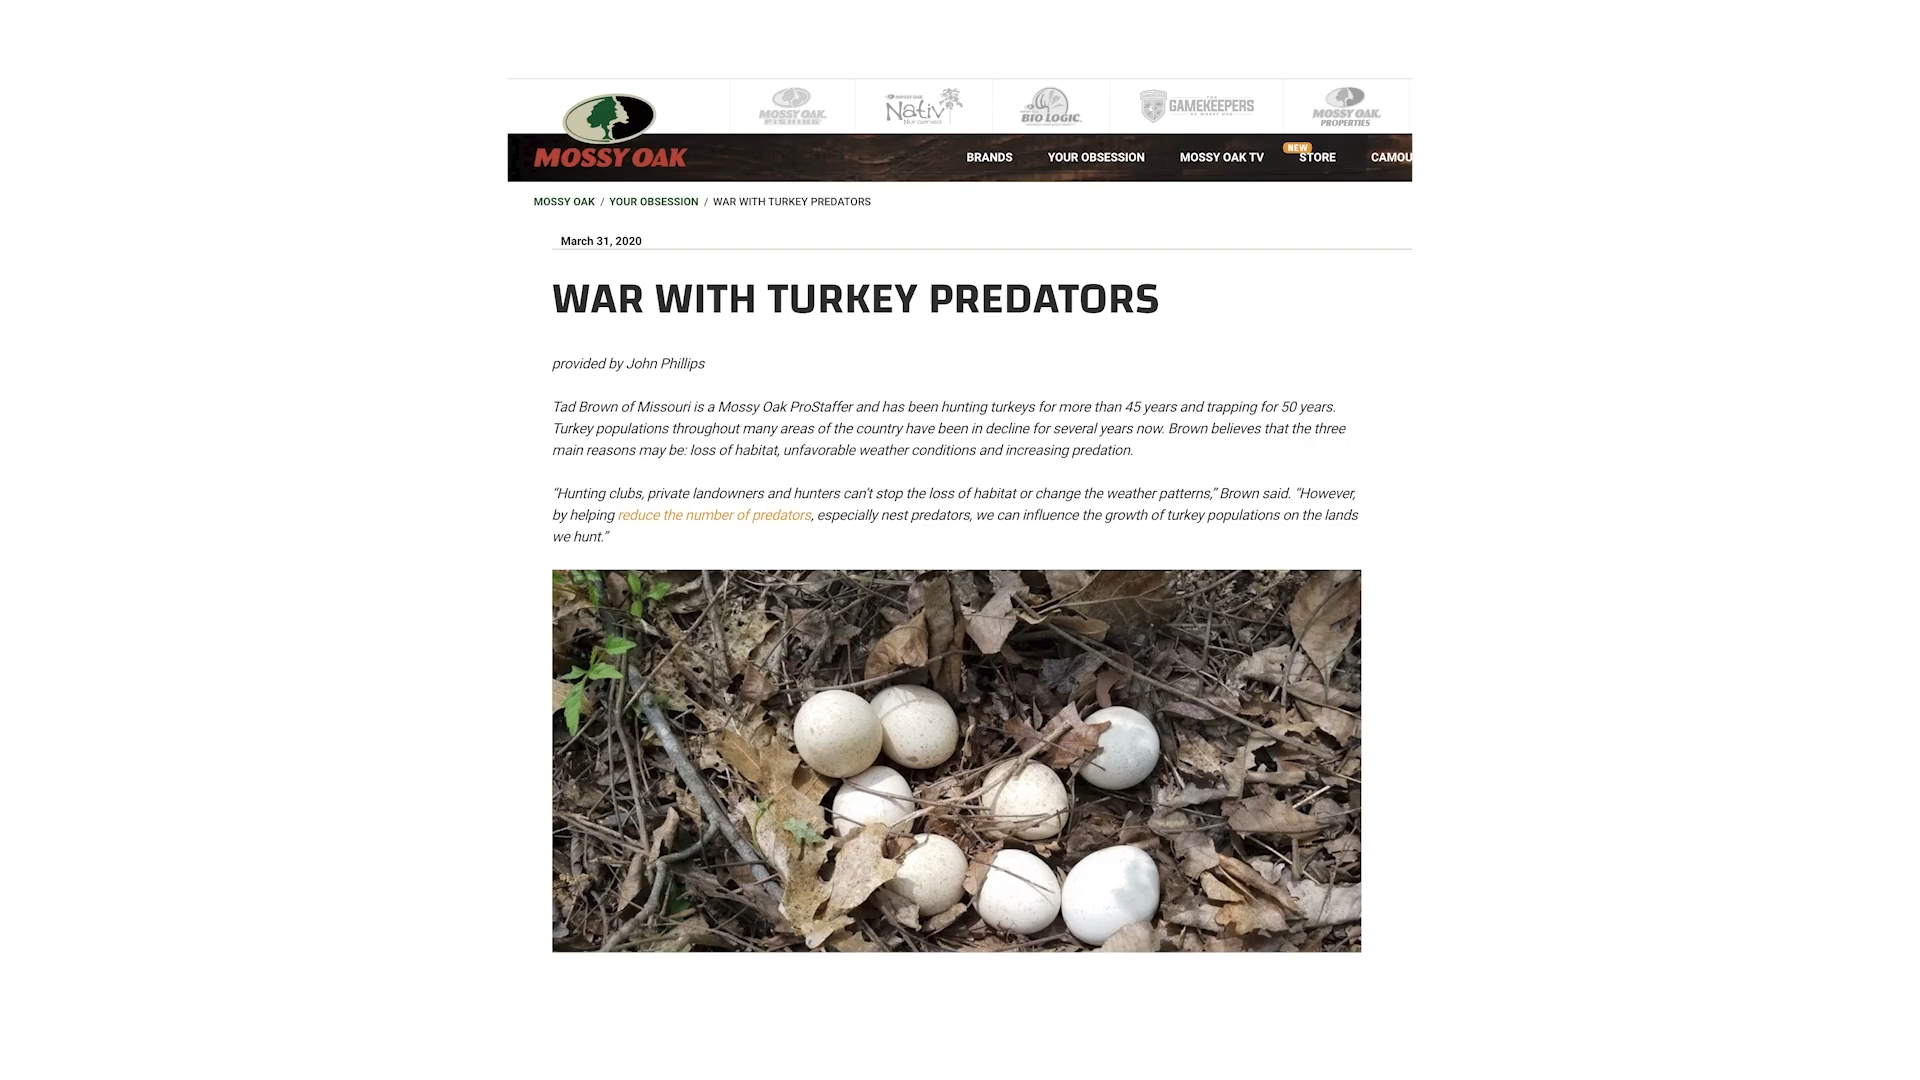 MOSSY OAK
FISHING
MOSSY OAK
Nativ
Nurseries
BIO LOGIC
THE
GAMEKEEPERS
OF MOSSY OAK
MOSSY OAK
PROPERTIES
MOSSY OAK
BRANDS
YOUR OBSESSION
MOSSY OAK TV
NEW
STORE
CAMOU
MOSSY OAK / YOUR OBSESSION / WAR WITH TURKEY PREDATORS
March 31, 2020
WAR WITH TURKEY PREDATORS
provided by John Phillips
Tad Brown of Missouri is a Mossy Oak ProStaffer and has been hunting turkeys for more than 45 years and trapping for 50 years.
Turkey populations throughout many areas of the country have been in decline for several years now. Brown believes that the three
main reasons may be: loss of habitat, unfavorable weather conditions and increasing predation.
“Hunting clubs, private landowners and hunters can’t stop the loss of habitat or change the weather patterns,” Brown said. “However,
by helping reduce the number of predators, especially nest predators, we can influence the growth of turkey populations on the lands
we hunt.”